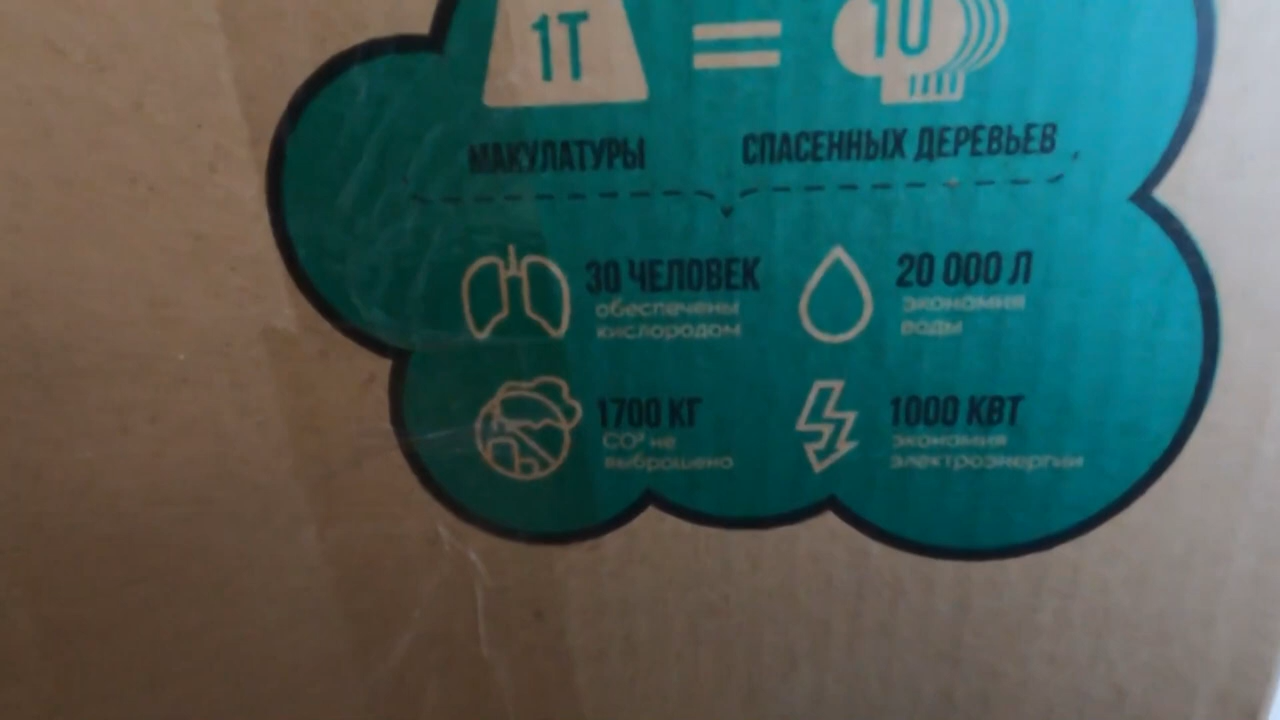 1Т = 10
МАКУЛАТУРЫ СПАСЕННЫХ ДЕРЕВЬЕВ
30 ЧЕЛОВЕК
обеспечены
кислородом
20 000 Л
экономия
воды
1700 КГ
CO² не
выброшено
1000 КВТ
экономия
электроэнергии